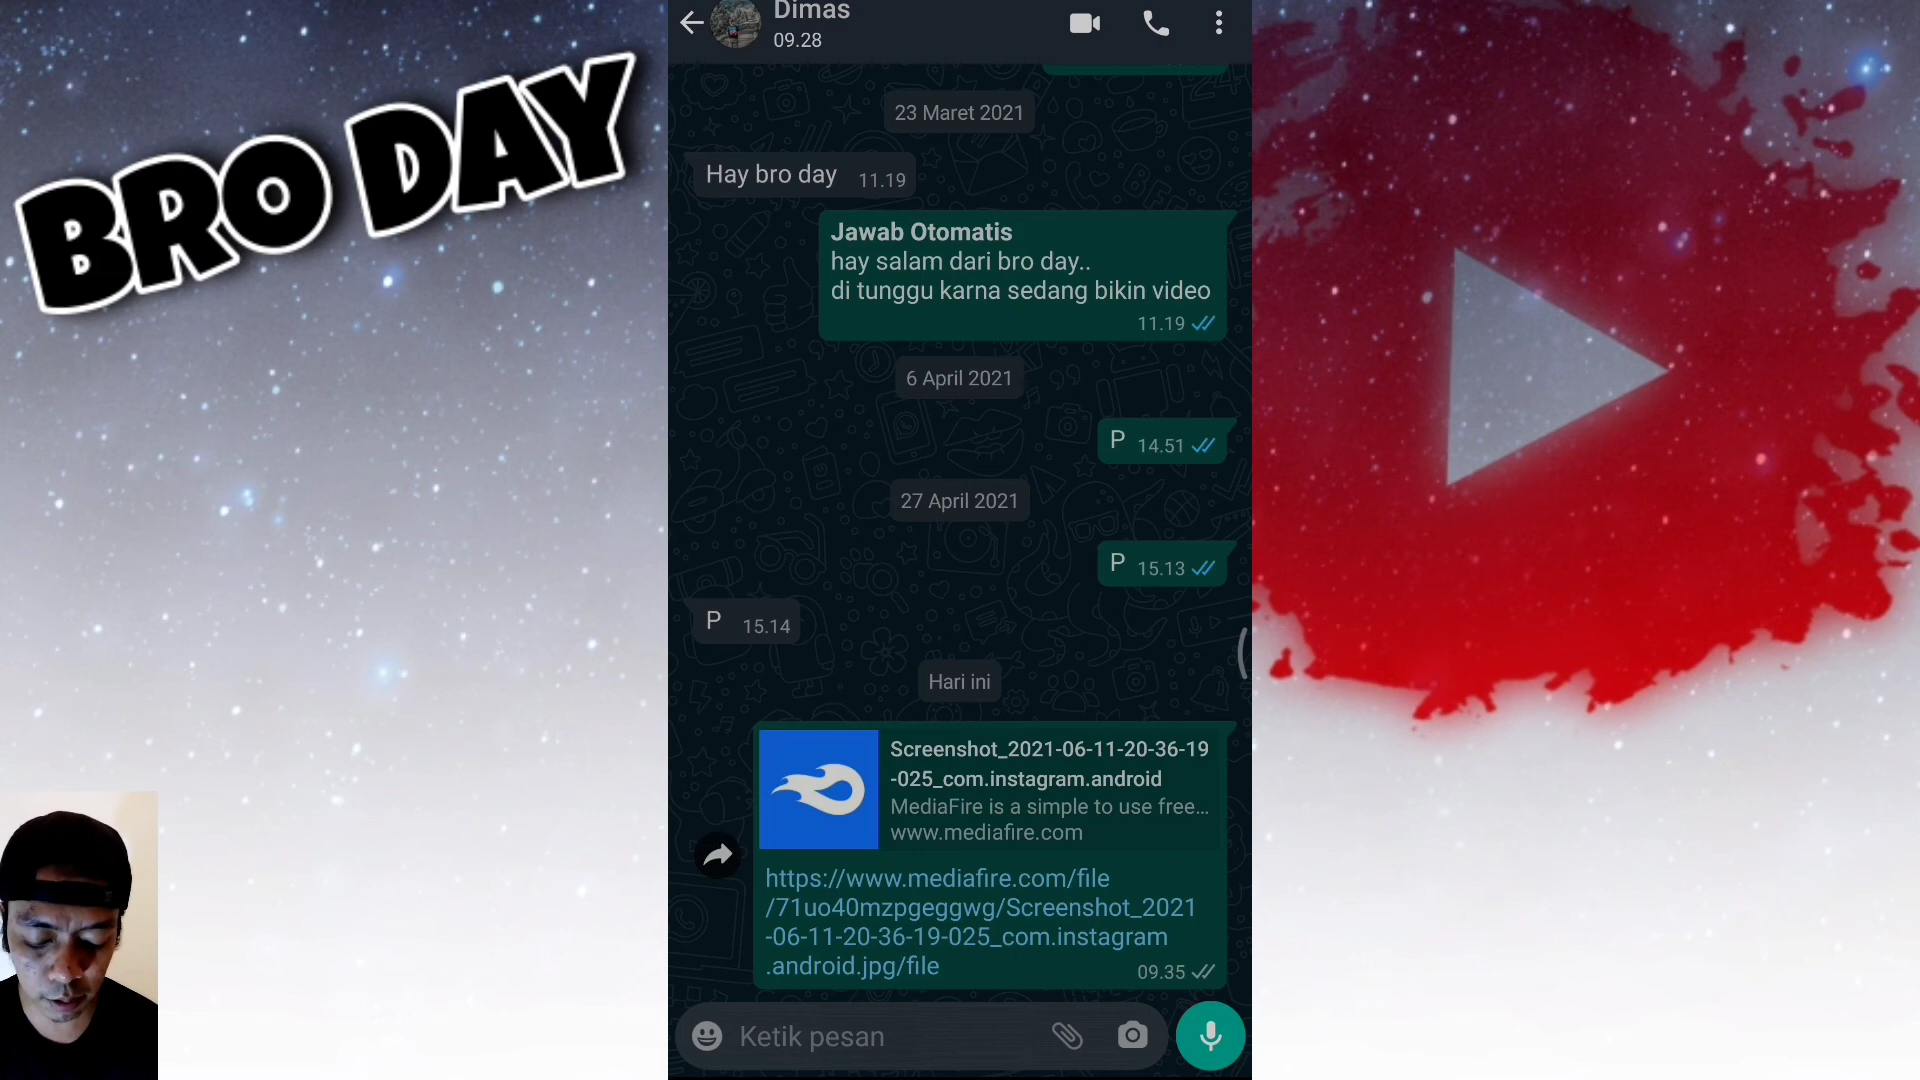 BRO DAY
Dimas
09.28
23 Maret 2021
Hay bro day 11.19
Jawab Otomatis
hay salam dari bro day..
di tunggu karna sedang bikin video
11.19
6 April 2021
P 14.51
27 April 2021
P 15.13
P 15.14
Hari ini
Screenshot_2021-06-11-20-36-19
-025_com.instagram.android
MediaFire is a simple to use free...
www.mediafire.com
https://www.mediafire.com/file
/71uo40mzpgeggwg/Screenshot_2021
-06-11-20-36-19-025_com.instagram
.android.jpg/file
09.35
Ketik pesan